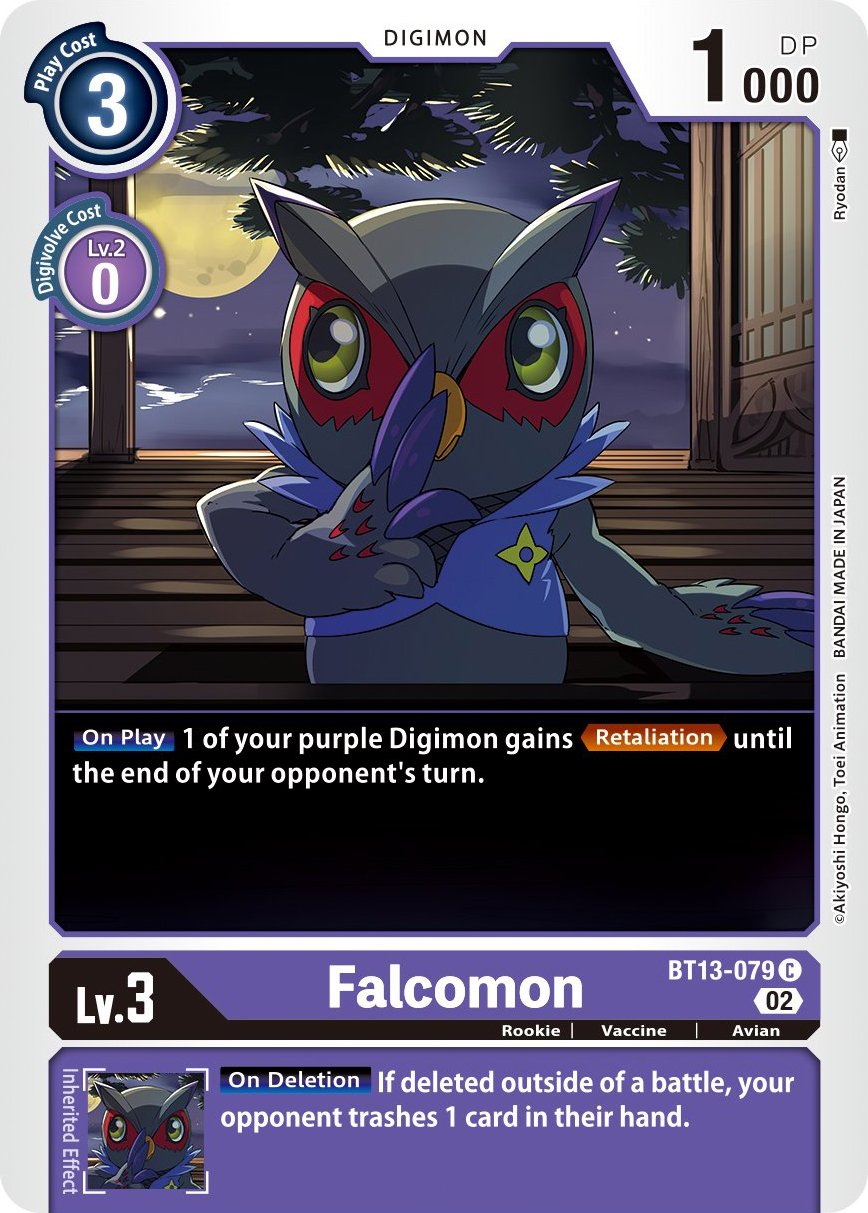 DIGIMON
Play Cost
3
DP
1000
Digivolve Cost
Lv.2
0
Ryodan
On Play 1 of your purple Digimon gains Retaliation until
the end of your opponent's turn.
©Akiyoshi Hongo, Toei Animation BANDAI MADE IN JAPAN
Lv.3
Falcomon
BT13-079 C
02
Rookie | Vaccine | Avian
Inherited Effect
On Deletion If deleted outside of a battle, your
opponent trashes 1 card in their hand.